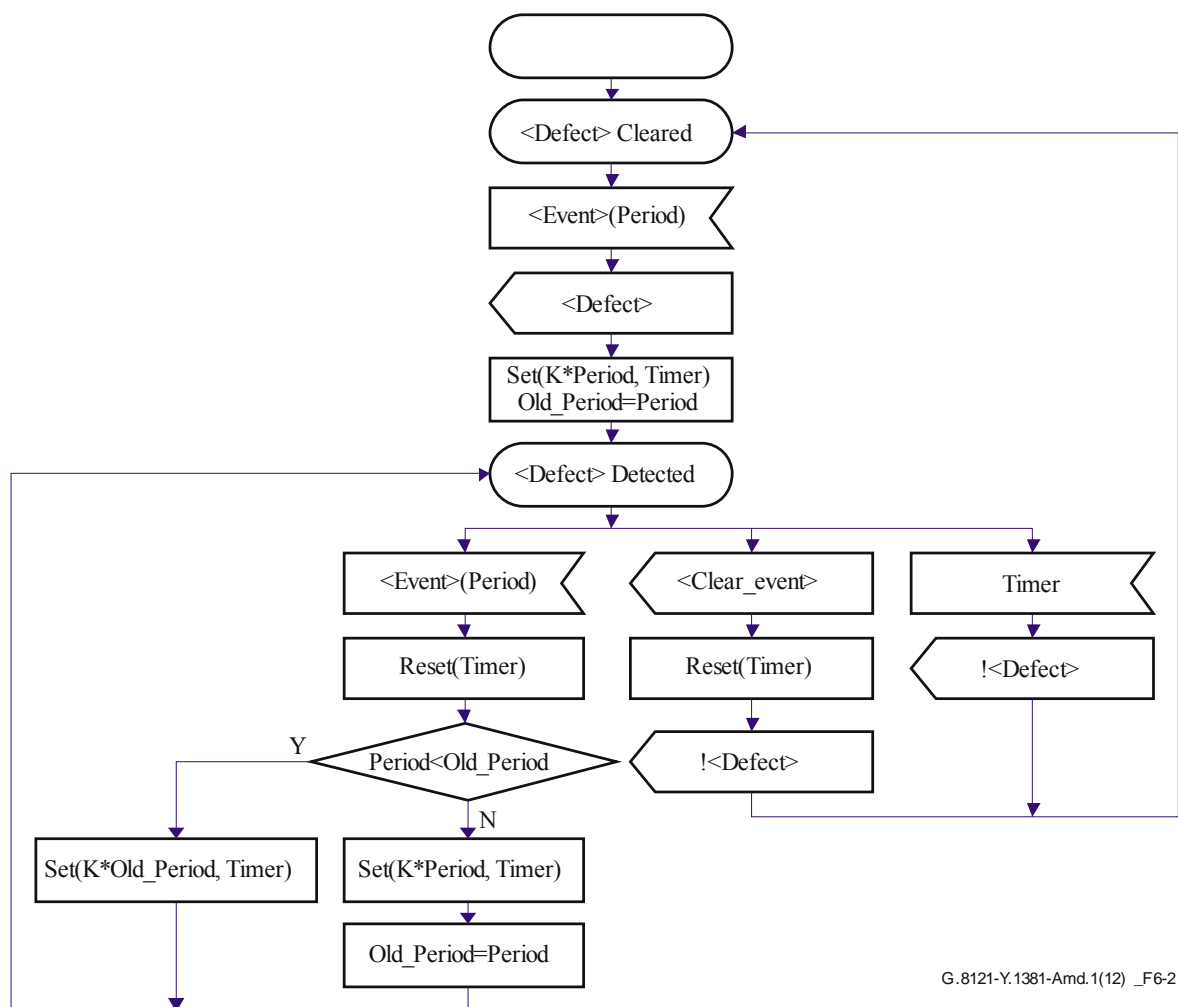 <Defect> Cleared
<Event>(Period)
<Defect>
Set(K*Period, Timer)
Old_Period=Period
<Defect> Detected
<Event>(Period)
<Clear_event>
Timer
Reset(Timer)
Reset(Timer)
!<Defect>
Y
Period<Old_Period
!<Defect>
N
Set(K*Old_Period, Timer)
Set(K*Period, Timer)
Old_Period=Period
G.8121-Y.1381-Amd.1(12) _F6-2